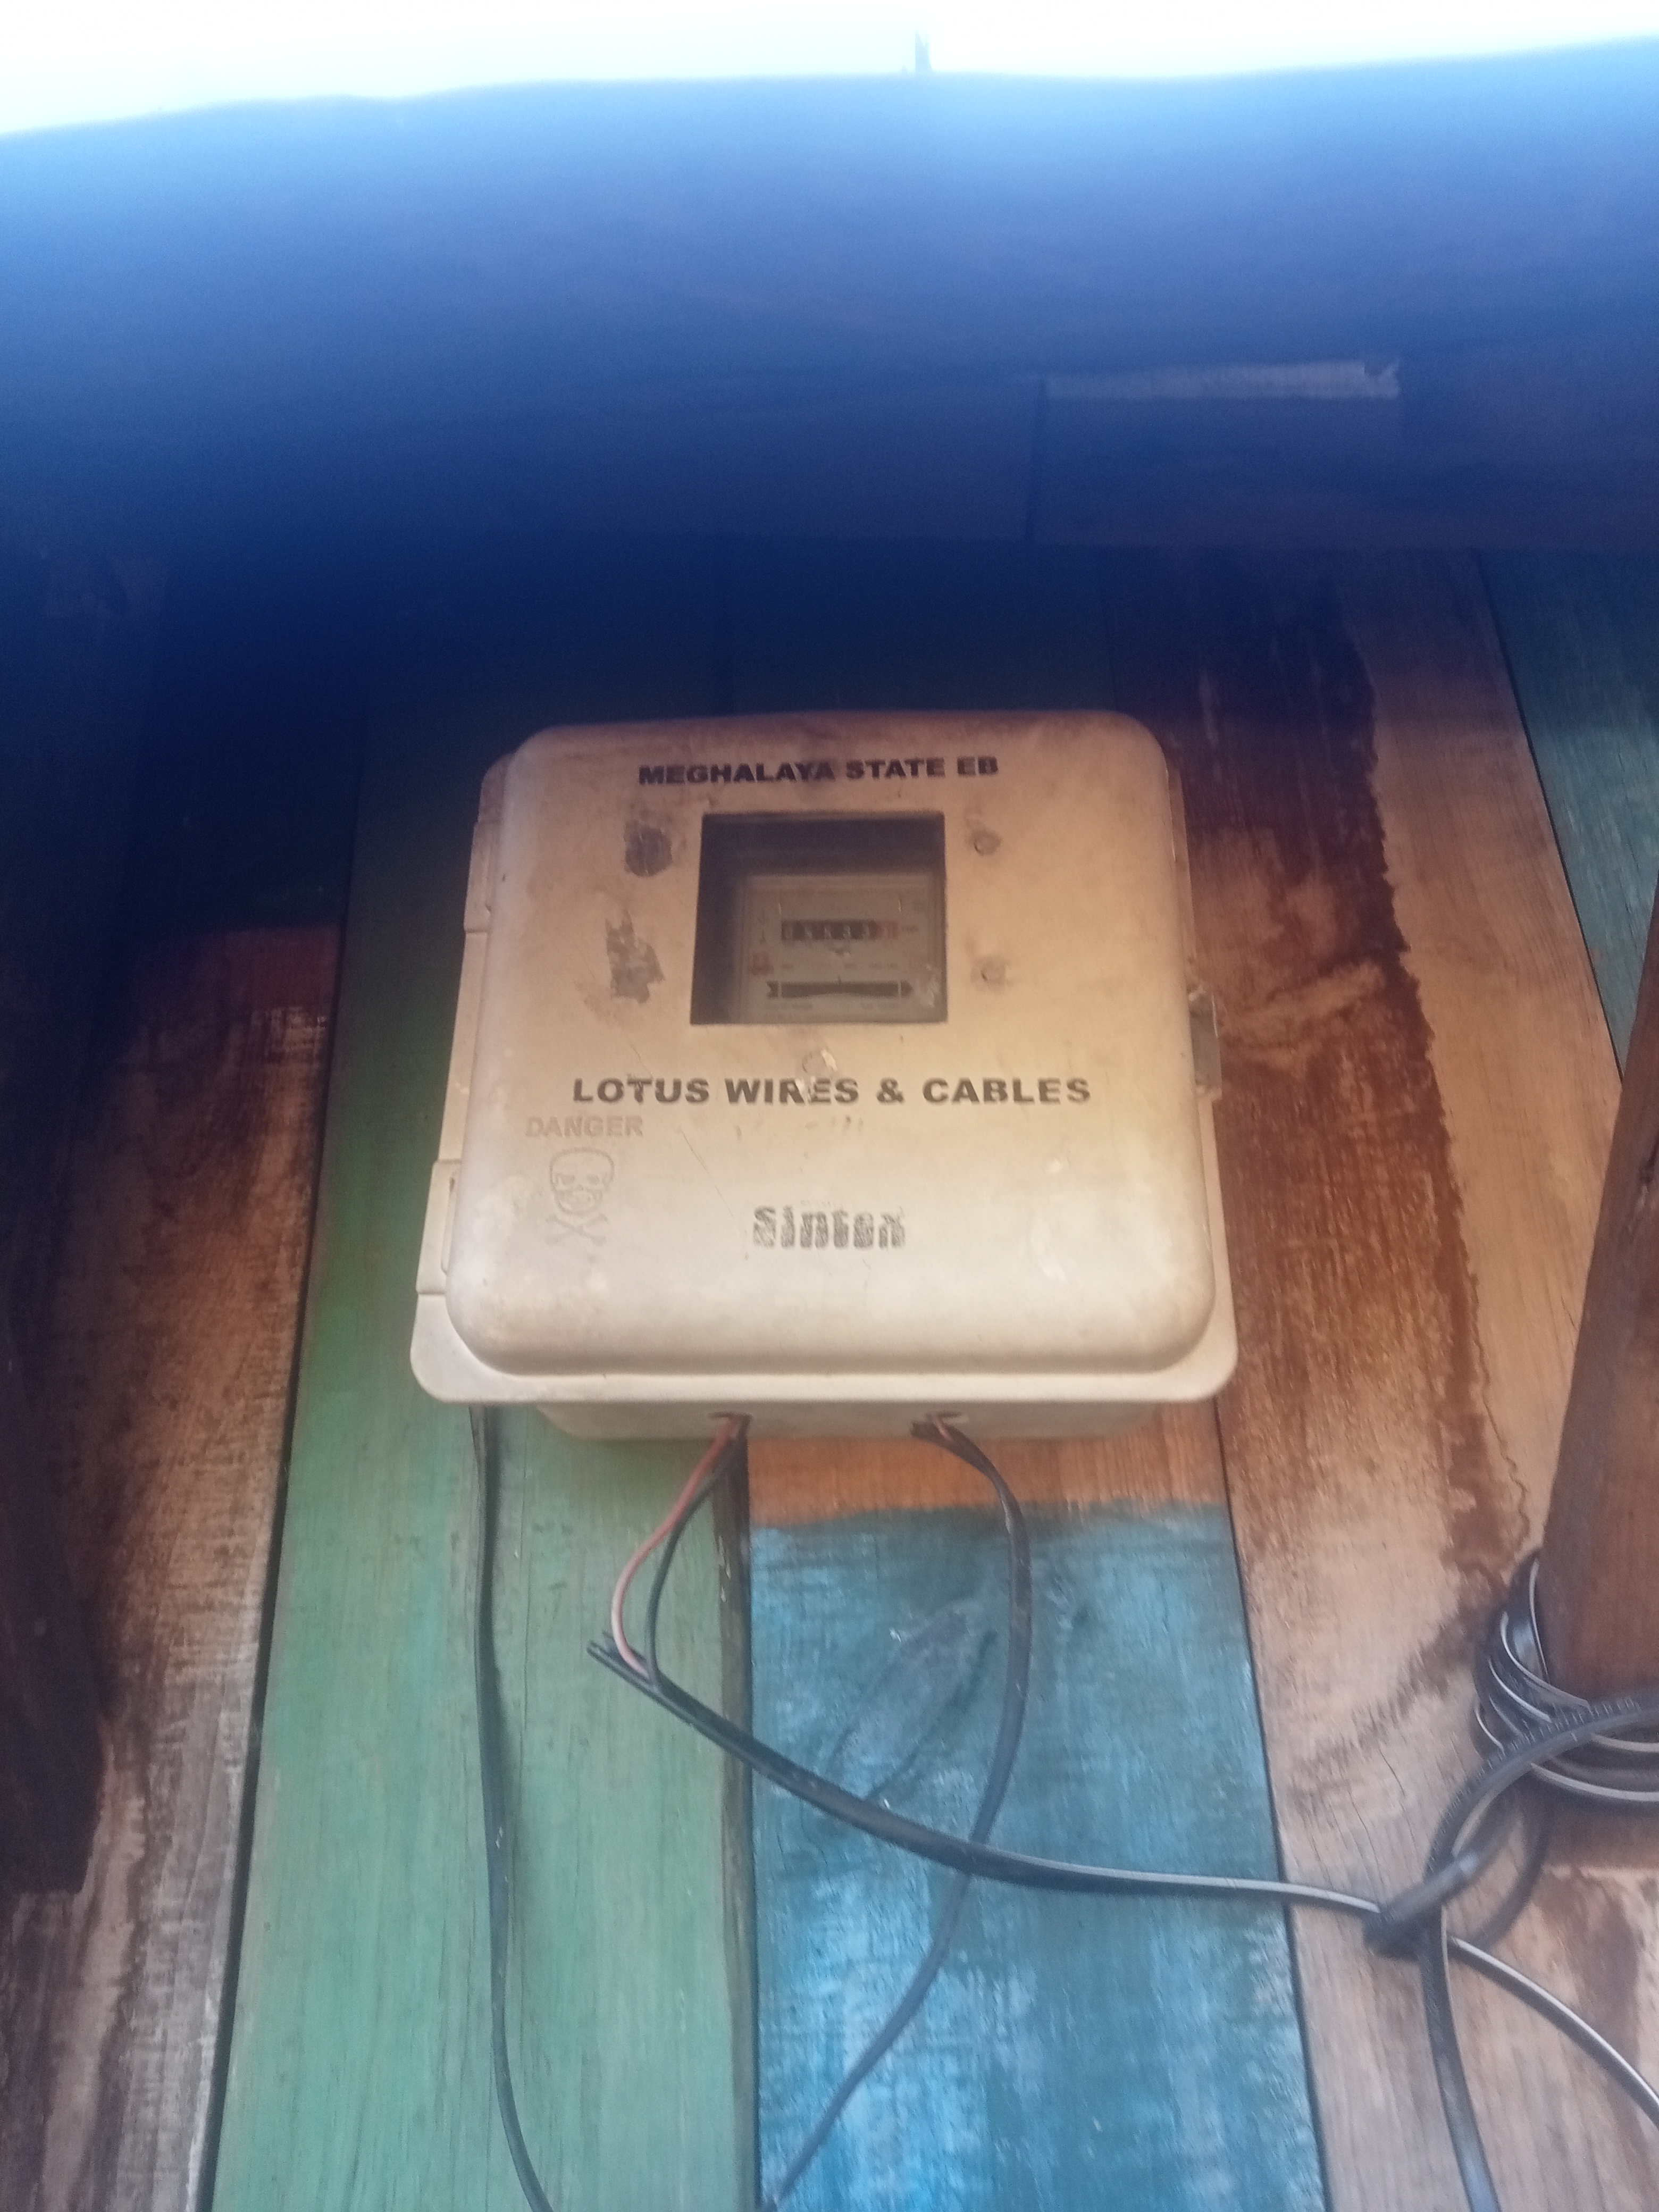 MEGHALAYA STATE EB
LOTUS WIRES & CABLES
DANGER
Sintex